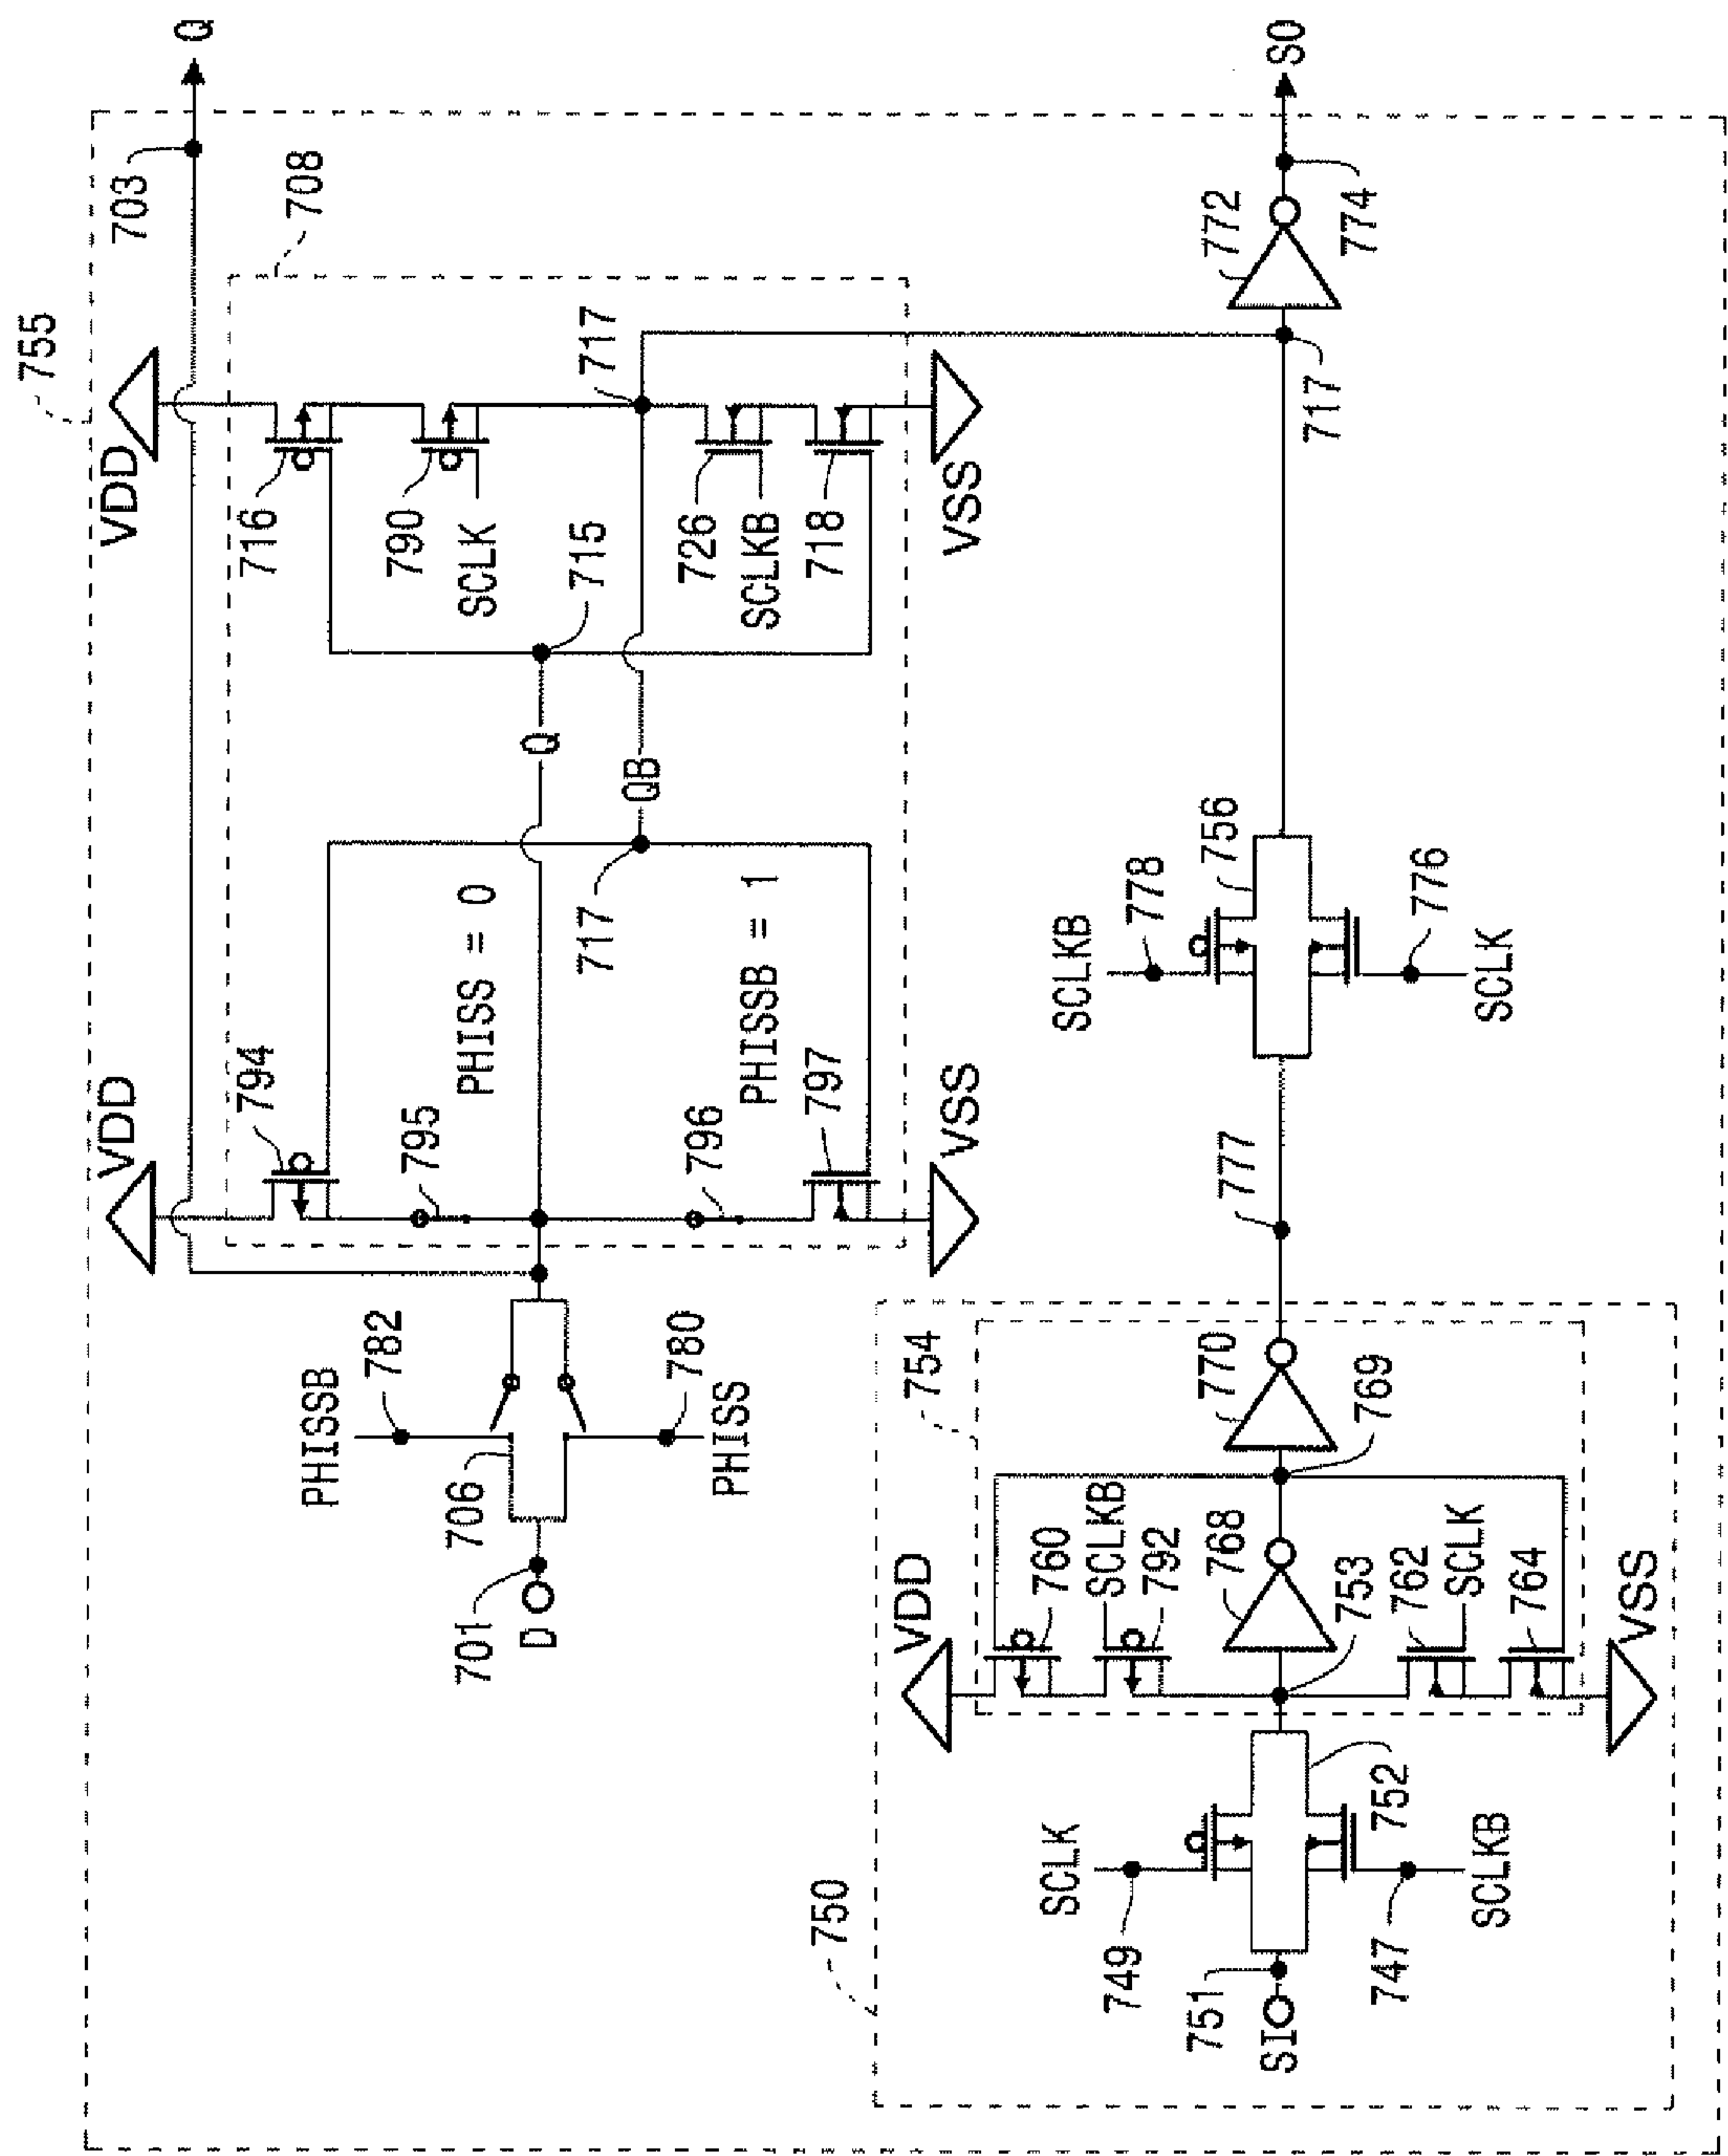 755
VDD
VDD
703
Q
794
716
708
PHISSB
782
795
PHISS = 0
790
SCLK
Q
715
717
701
D
706
QB
717
726
SCLKB
780
PHISS
796
PHISSB = 1
797
718
VSS
VSS
750
754
VDD
760
SCLKB
792
770
SCLKB
778
756
SCLK
749
768
777
772
SO
751
SI
753
769
717
774
752
762
SCLK
764
776
SCLK
747
SCLKB
VSS